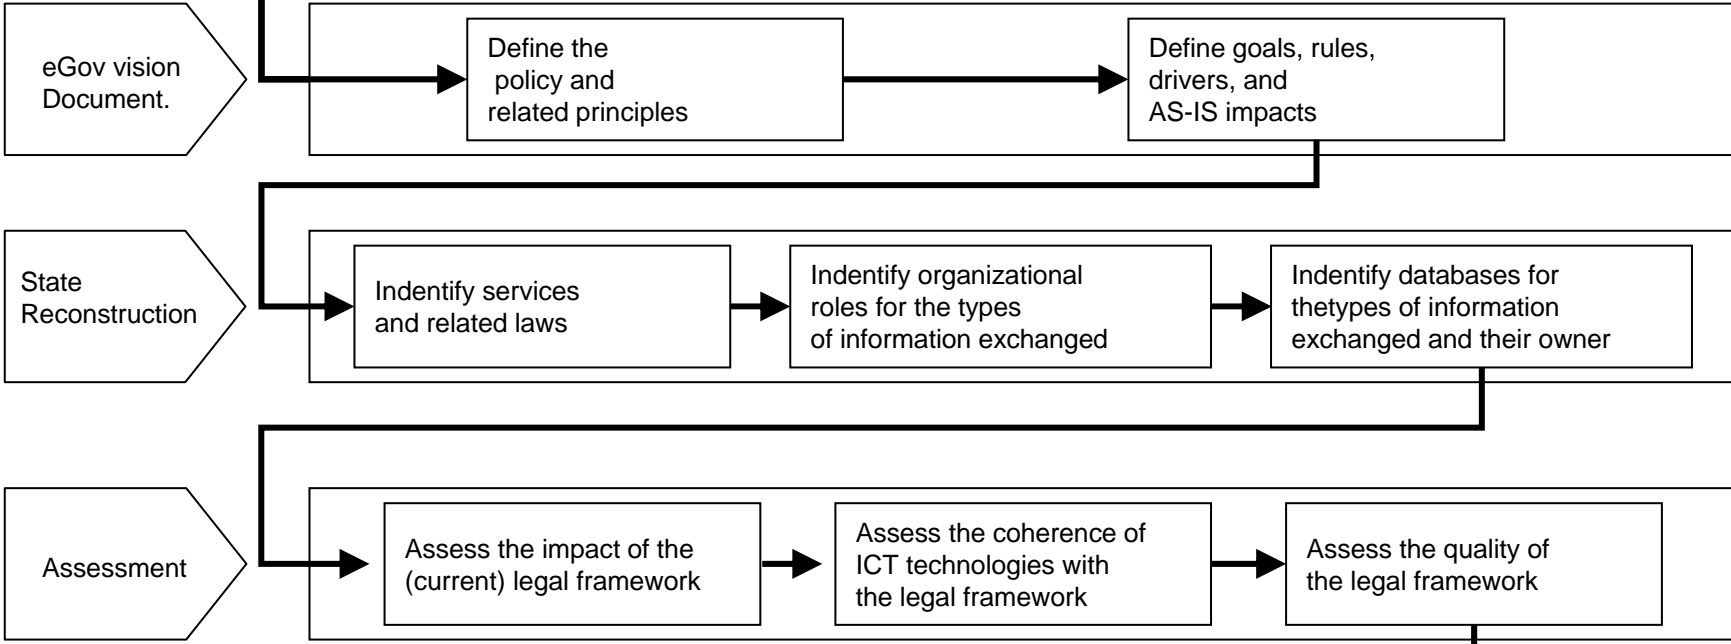 eGov vision
Document.
Define the
policy and
related principles
Define goals, rules,
drivers, and
AS-IS impacts
State
Reconstruction
Indentify services
and related laws
Indentify organizational
roles for the types
of information exchanged
Indentify databases for
thetypes of information
exchanged and their owner
Assessment
Assess the impact of the
(current) legal framework
Assess the coherence of
ICT technologies with
the legal framework
Assess the quality of
the legal framework